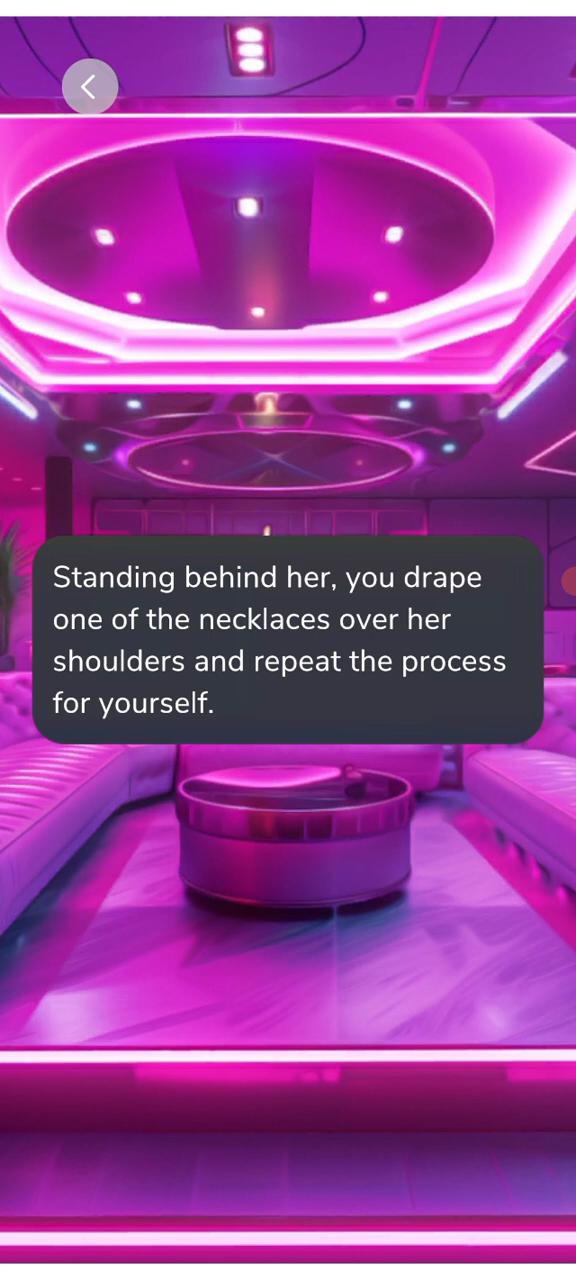 Standing behind her, you drape
one of the necklaces over her
shoulders and repeat the process
for yourself.